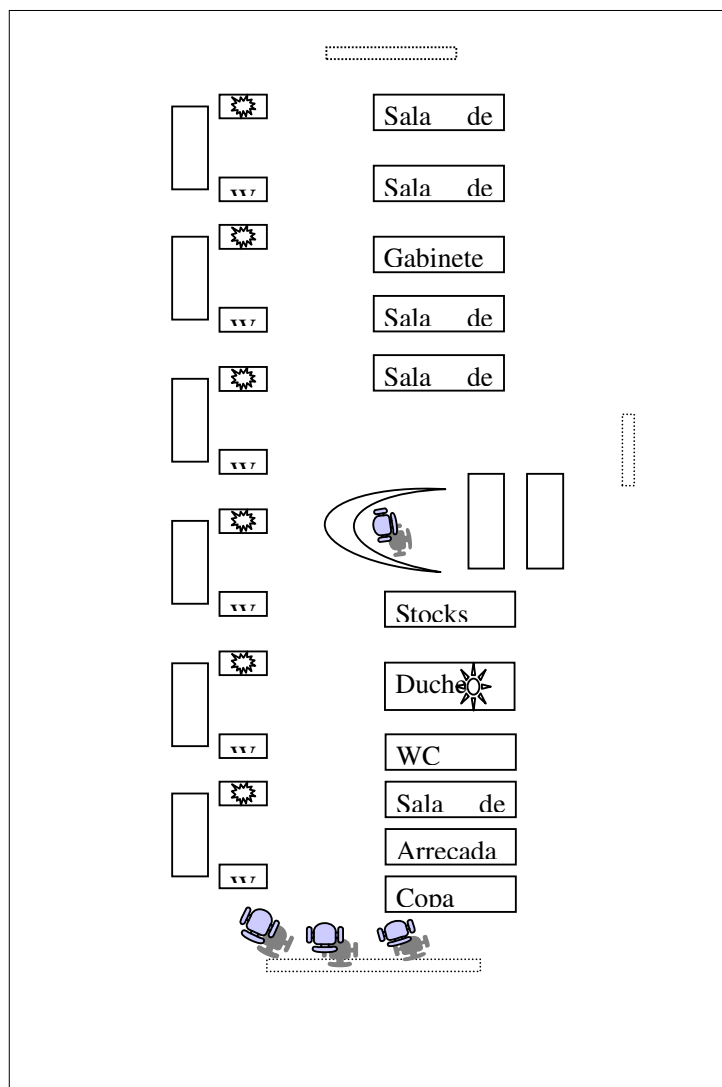 Sala de
W
Sala de
Gabinete
W
Sala de
Sala de
W
W
Stocks
Duche
W
WC
Sala de
Arrecada
W
Copa